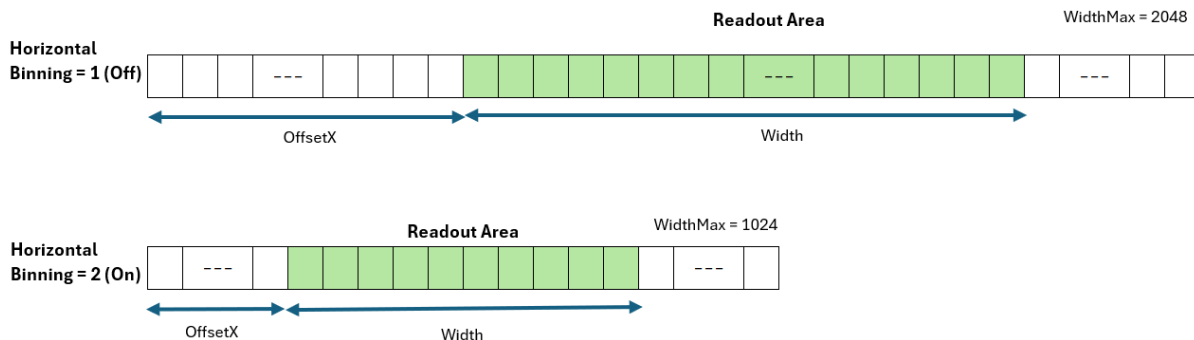 Readout Area
WidthMax = 2048
Horizontal
Binning = 1 (Off)
---
---
---
OffsetX
Width
Readout Area
WidthMax = 1024
Horizontal
Binning = 2 (On)
---
---
OffsetX
Width